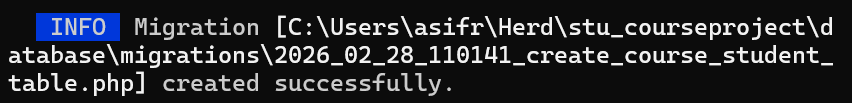 INFO Migration [C:\Users\asifr\Herd\stu_courseproject\d
atabase\migrations\2026_02_28_110141_create_course_student_
table.php] created successfully.